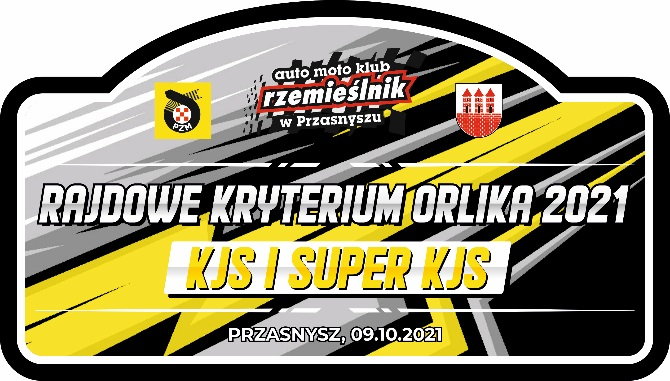 auto moto klub
rzemieślnik
w Przasnyszu
PZM
RAJDOWE KRYTERIUM ORLIKA 2021
KJS I SUPER KJS
PRZASNYSZ, 09.10.2021